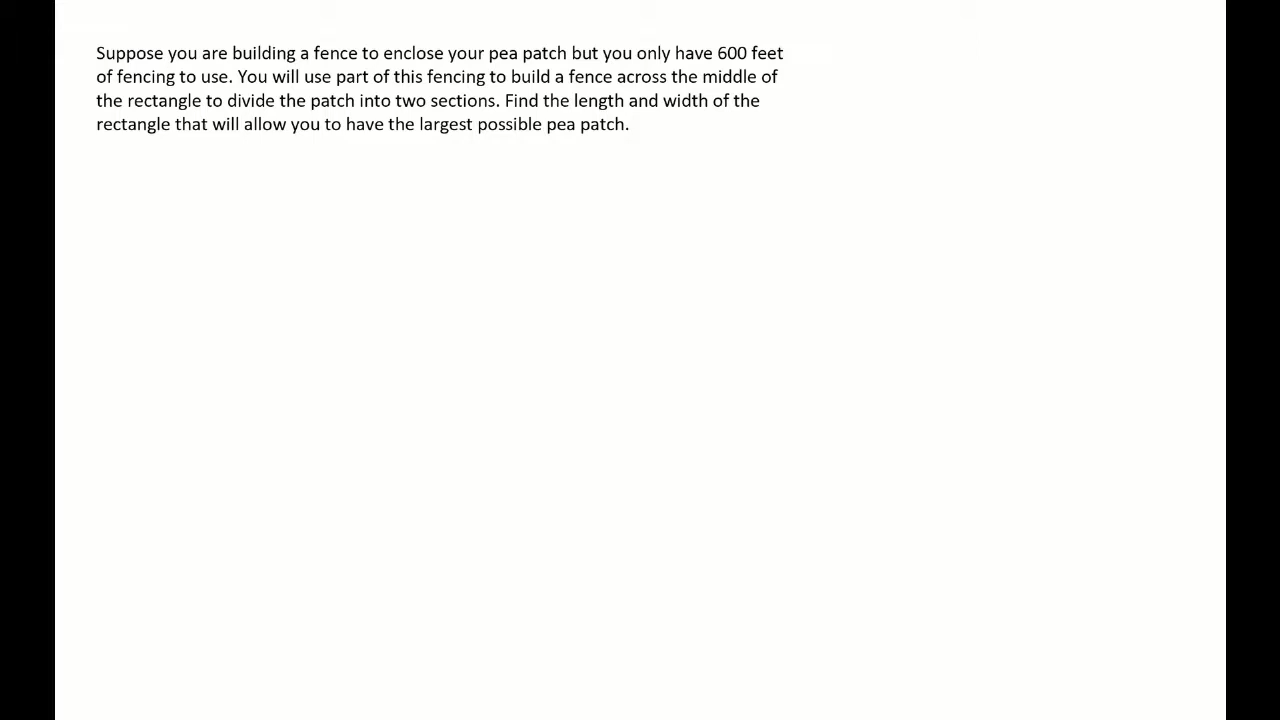 Suppose you are building a fence to enclose your pea patch but you only have 600 feet
of fencing to use. You will use part of this fencing to build a fence across the middle of
the rectangle to divide the patch into two sections. Find the length and width of the
rectangle that will allow you to have the largest possible pea patch.